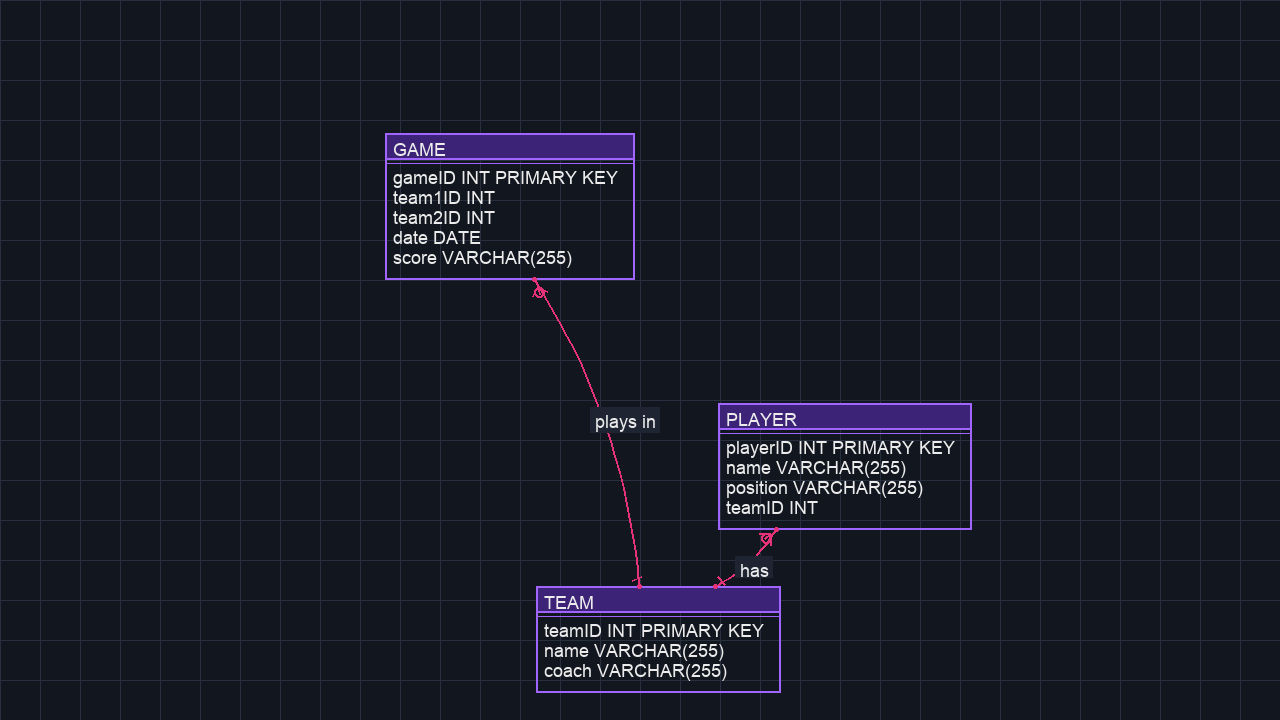 GAME
gameID INT PRIMARY KEY
team1ID INT
team2ID INT
date DATE
score VARCHAR(255)
plays in
PLAYER
playerID INT PRIMARY KEY
name VARCHAR(255)
position VARCHAR(255)
teamID INT
has
TEAM
teamID INT PRIMARY KEY
name VARCHAR(255)
coach VARCHAR(255)